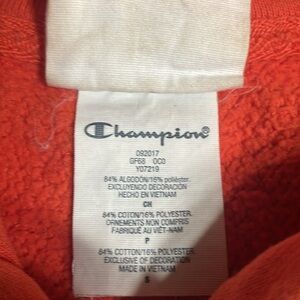 Champion®
092017
GF68 0C0
Y07219
84% ALGODÓN/16% poliéster.
EXCLUYENDO DECORACIÓN
HECHO EN VIETNAM
CH
84% COTON/16% POLYESTER.
ORNEMENTS NON COMPRIS
FABRIQUÉ AU VIÊT-NAM
P
84% COTTON/16% POLYESTER
EXCLUSIVE OF DECORATION
MADE IN VIETNAM
S